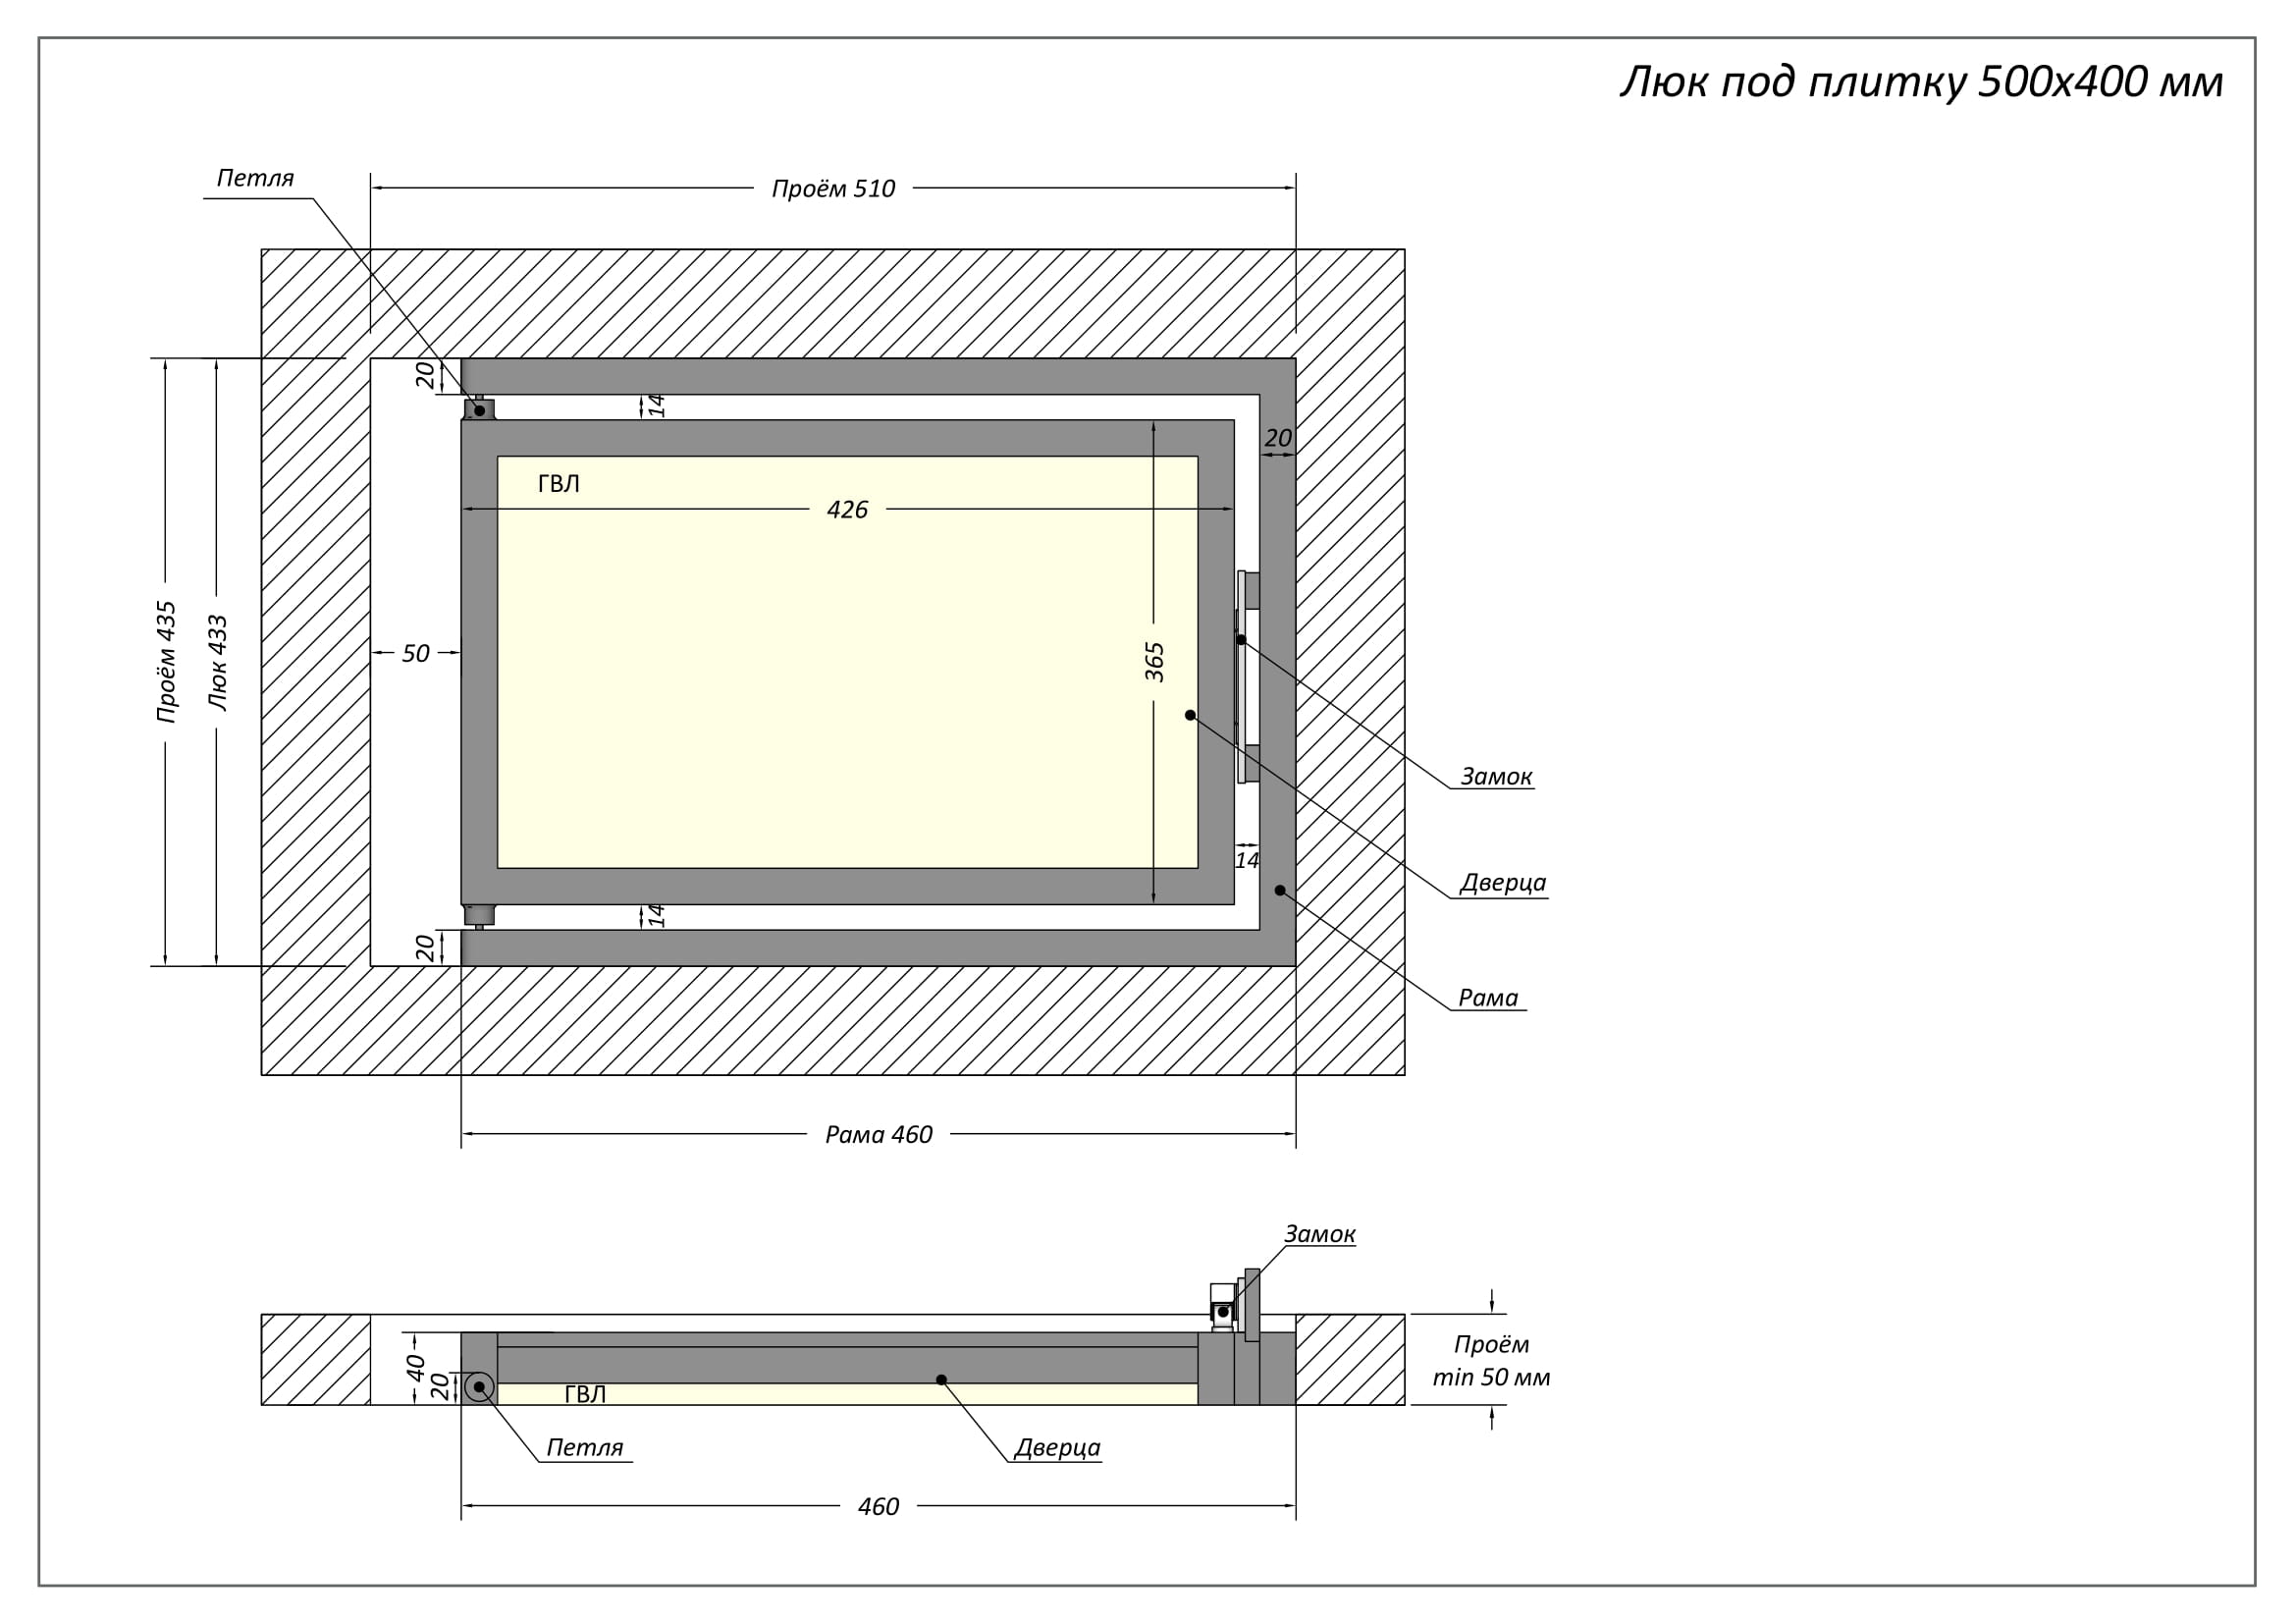 Люк под плитку 500х400 мм
Петля
Проём 510
20
14
20
ГВЛ
426
Проём 435
Люк 433
50
365
Замок
14
Дверца
14
20
Рама
Рама 460
Замок
40
20
ГВЛ
Проём
min 50 мм
Петля
Дверца
460